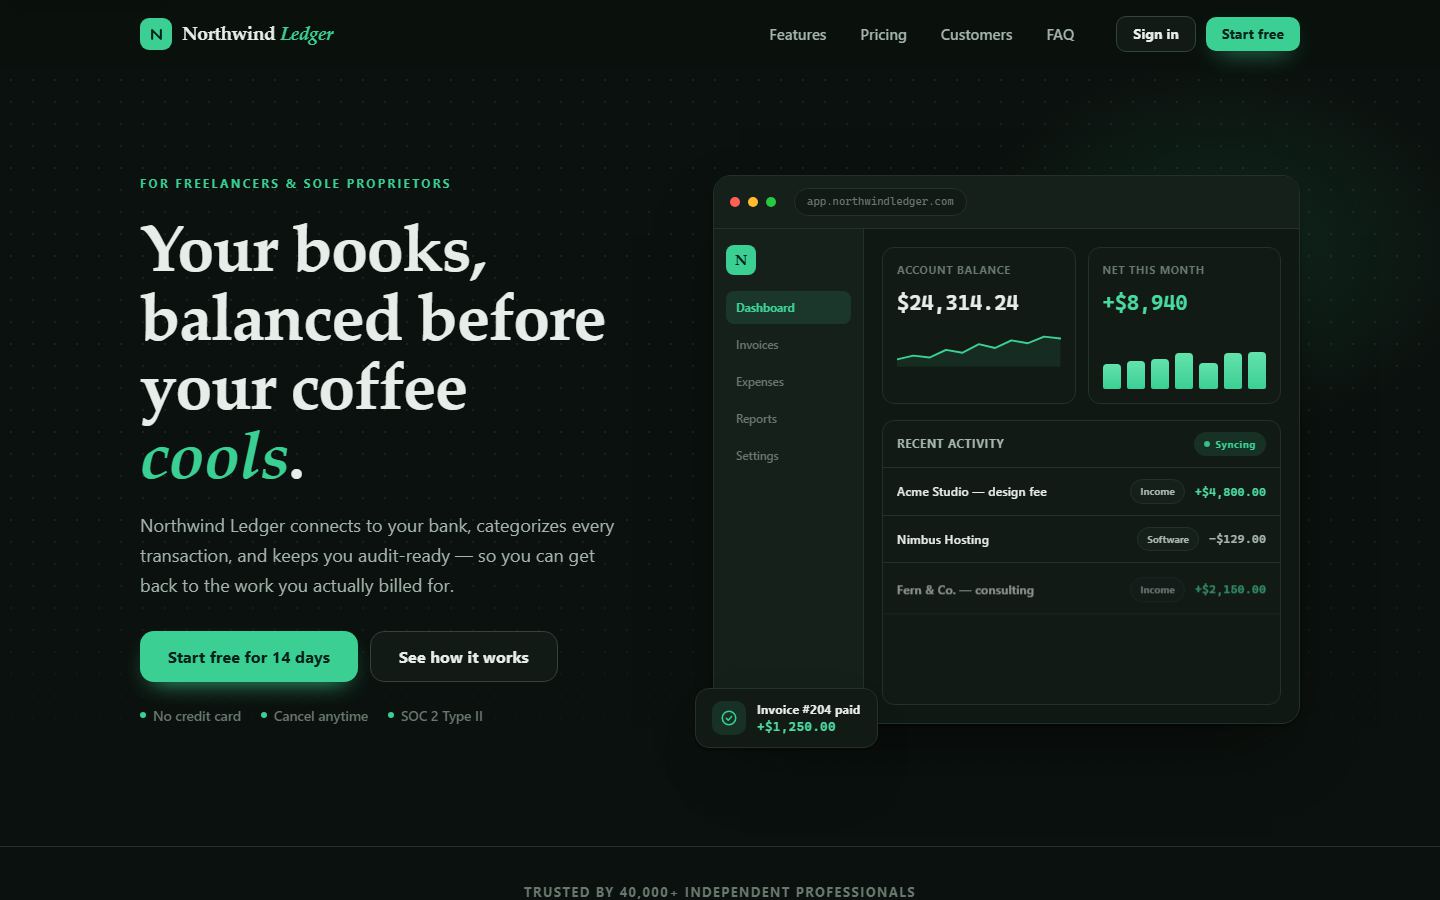 N Northwind Ledger
Features Pricing Customers FAQ Sign in Start free
FOR FREELANCERS & SOLE PROPRIETORS
Your books,
balanced before
your coffee
cools.
Northwind Ledger connects to your bank, categorizes every
transaction, and keeps you audit-ready — so you can get
back to the work you actually billed for.
Start free for 14 days See how it works
No credit card Cancel anytime SOC 2 Type II
app.northwindledger.com
N
Dashboard
Invoices
Expenses
Reports
Settings
ACCOUNT BALANCE
$24,314.24
NET THIS MONTH
+$8,940
RECENT ACTIVITY Syncing
Acme Studio — design fee Income +$4,800.00
Nimbus Hosting Software −$129.00
Fern & Co. — consulting Income +$2,150.00
Invoice #204 paid
+$1,250.00
TRUSTED BY 40,000+ INDEPENDENT PROFESSIONALS